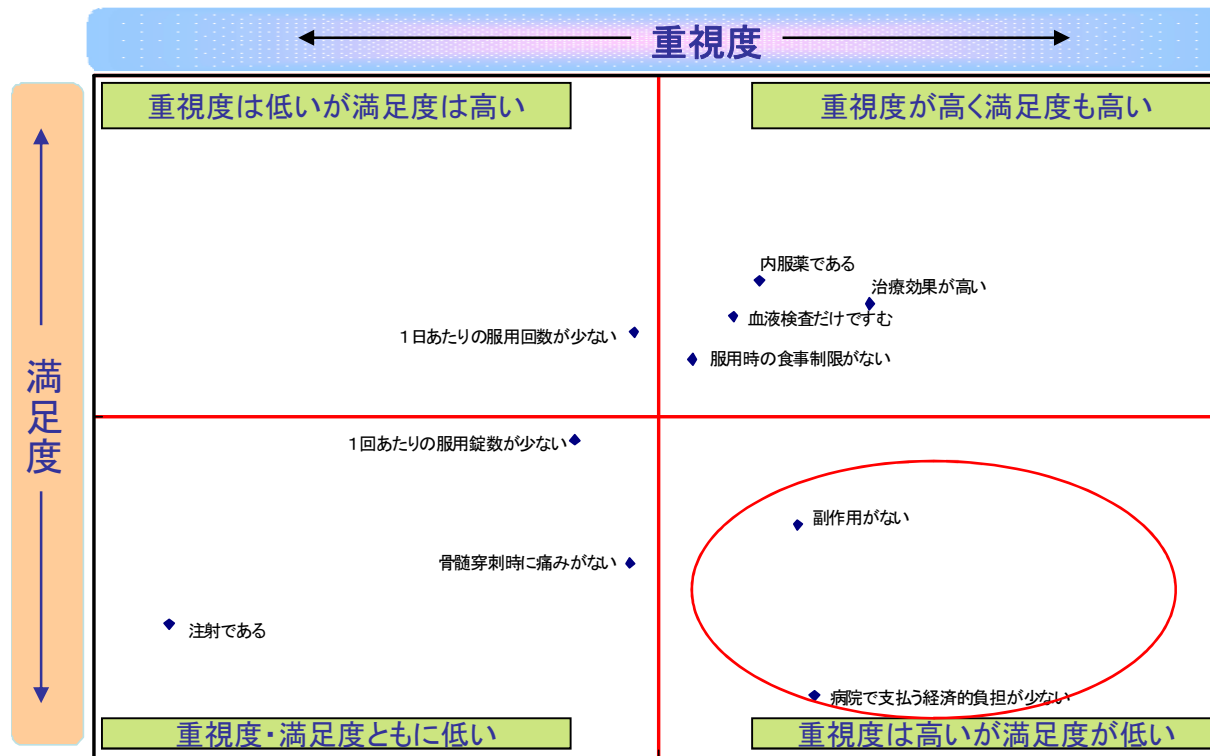 重視度
重視度は低いが満足度は高い
重視度が高く満足度も高い
満足度
内服薬である
治療効果が高い
血液検査だけですむ
1日あたりの服用回数が少ない
服用時の食事制限がない
1回あたりの服用錠数が少ない
副作用がない
骨髄穿刺時に痛みがない
注射である
病院で支払う経済的負担が少ない
重視度・満足度ともに低い
重視度は高いが満足度が低い